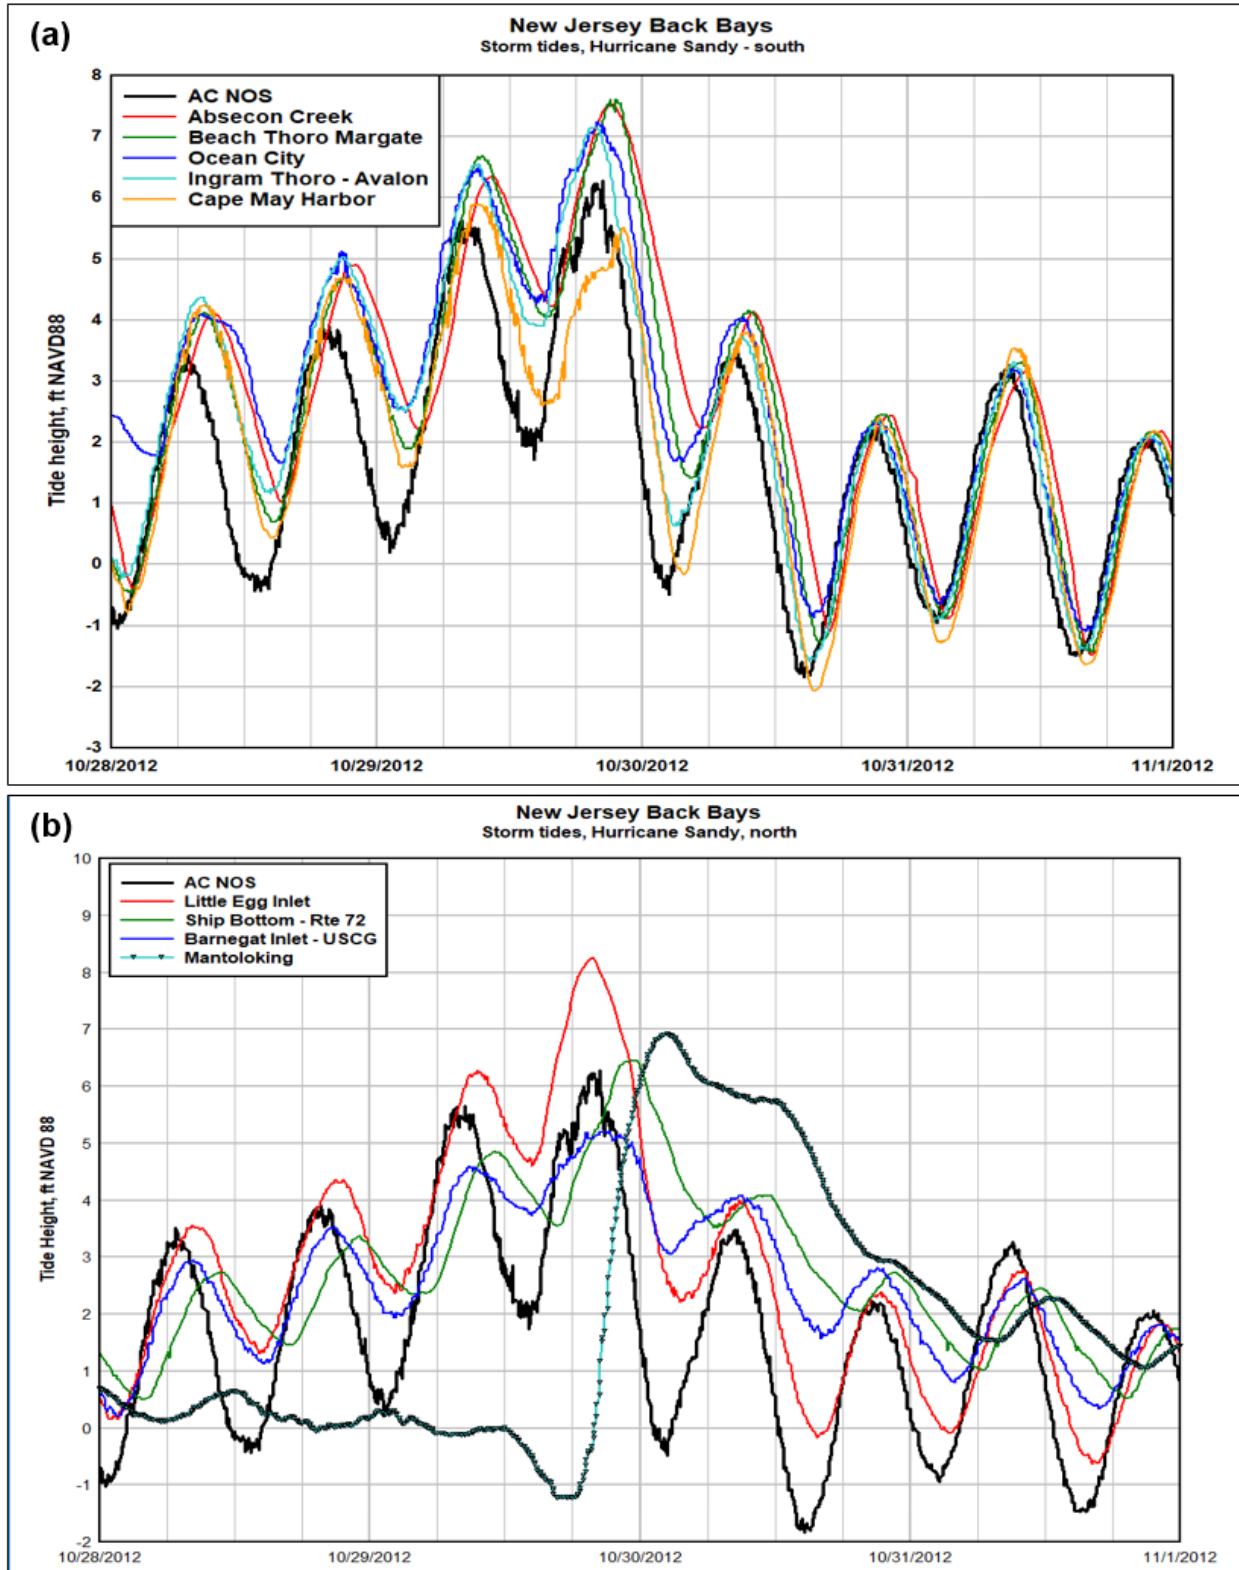 (a)
New Jersey Back Bays
Storm tides, Hurricane Sandy - south
8
7
6
5
4
3
2
1
0
-1
-2
-3
Tide height, ft NAVD88
AC NOS
Absecon Creek
Beach Thoro Margate
Ocean City
Ingram Thoro - Avalon
Cape May Harbor
10/28/2012 10/29/2012 10/30/2012 10/31/2012 11/1/2012
(b)
New Jersey Back Bays
Storm tides, Hurricane Sandy, north
10
9
8
7
6
5
4
3
2
1
0
-1
-2
Tide Height, ft NAVD 88
AC NOS
Little Egg Inlet
Ship Bottom - Rte 72
Barnegat Inlet - USCG
Mantoloking
10/28/2012 10/29/2012 10/30/2012 10/31/2012 11/1/2012